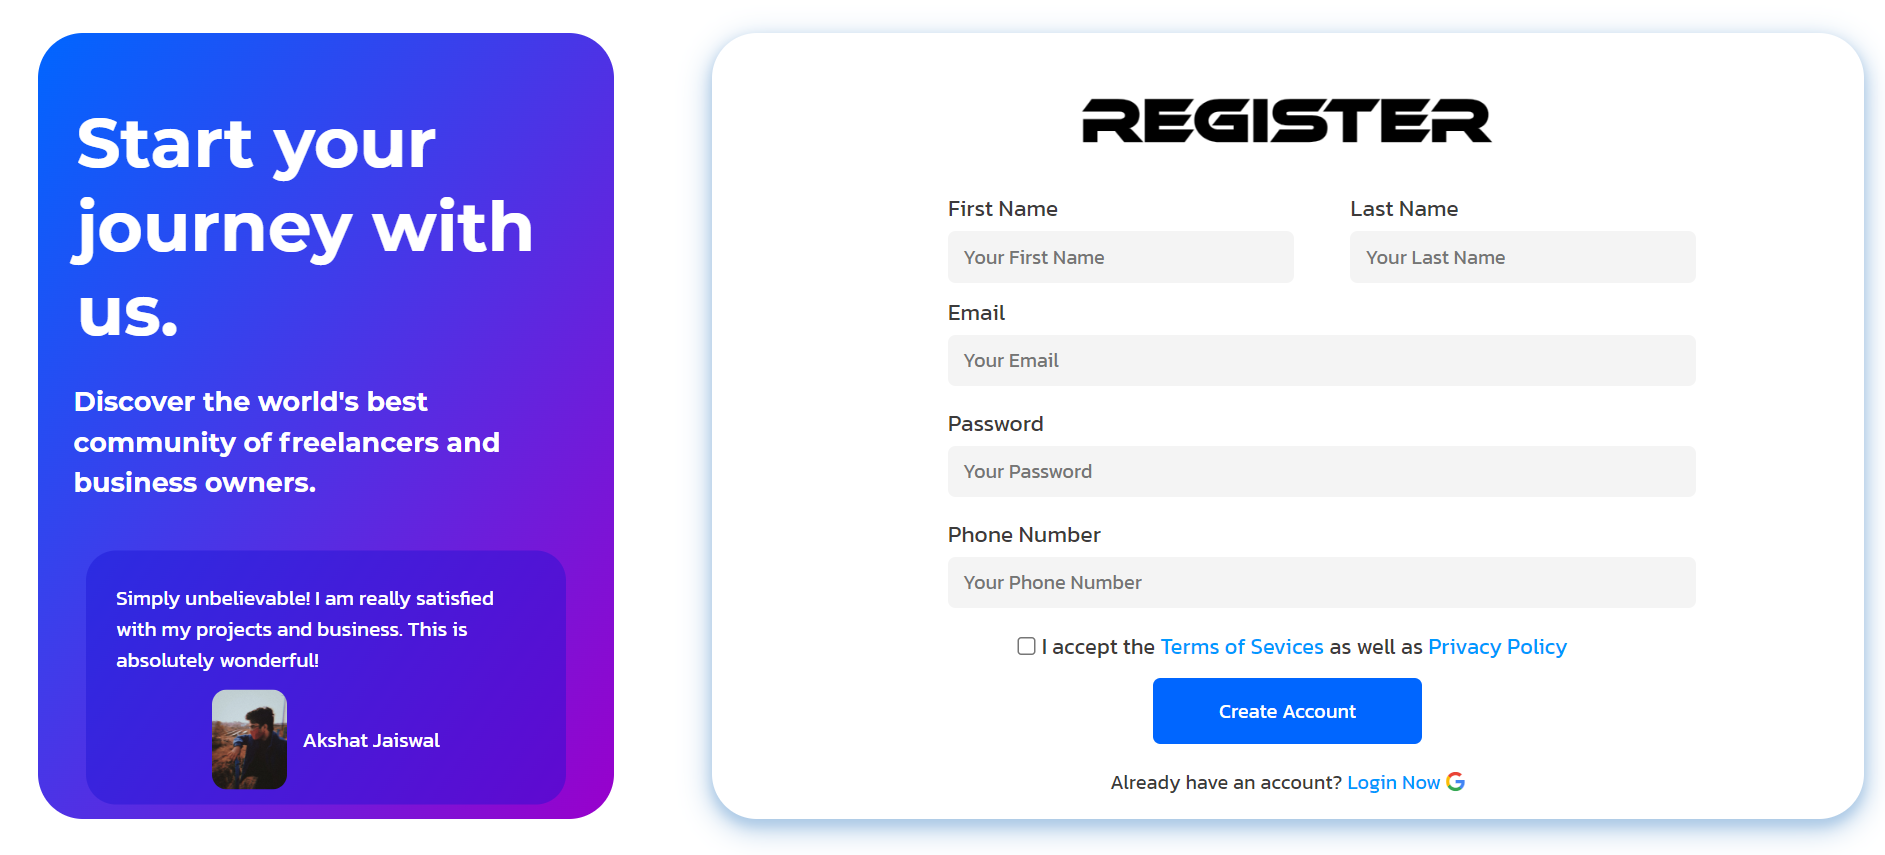 Start your
journey with
us.
Discover the world's best
community of freelancers and
business owners.
Simply unbelievable! I am really satisfied
with my projects and business. This is
absolutely wonderful!
Akshat Jaiswal
REGISTER
First Name
Last Name
Your First Name
Your Last Name
Email
Your Email
Password
Your Password
Phone Number
Your Phone Number
I accept the Terms of Sevices as well as Privacy Policy
Create Account
Already have an account? Login Now